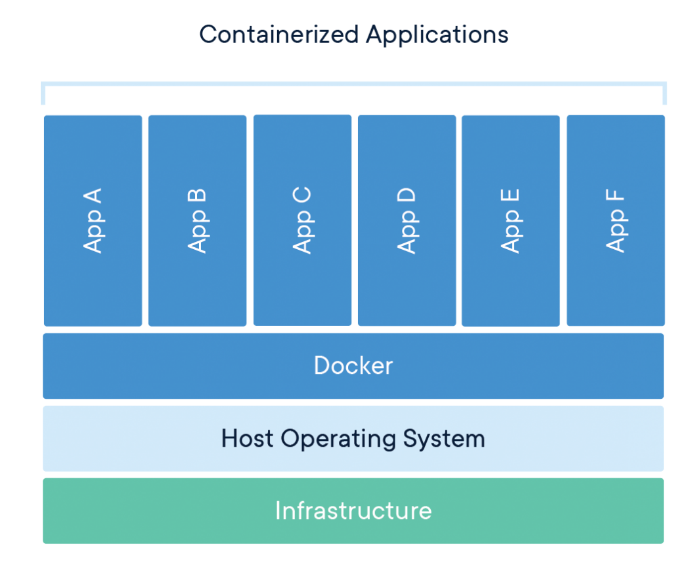 Containerized Applications
App A
App B
App C
App D
App E
App F
Docker
Host Operating System
Infrastructure